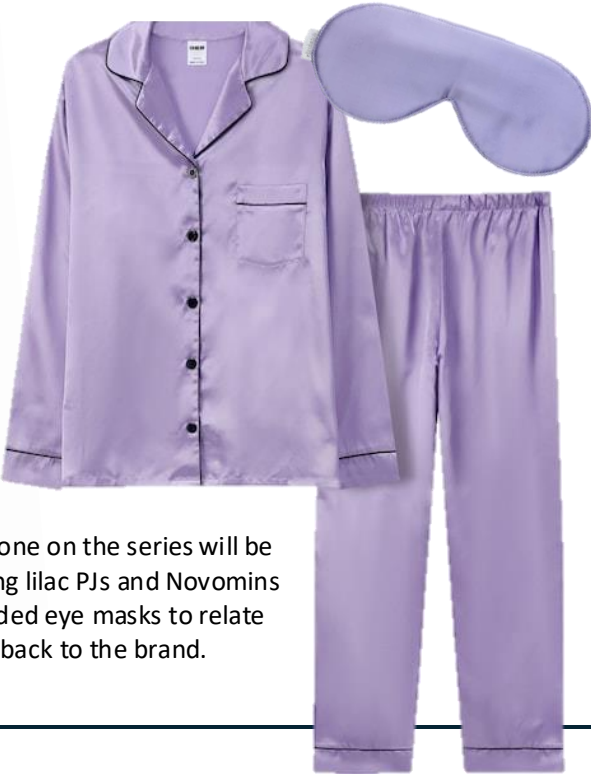 one on the series will be
ng lilac PJs and Novomins
ded eye masks to relate
back to the brand.